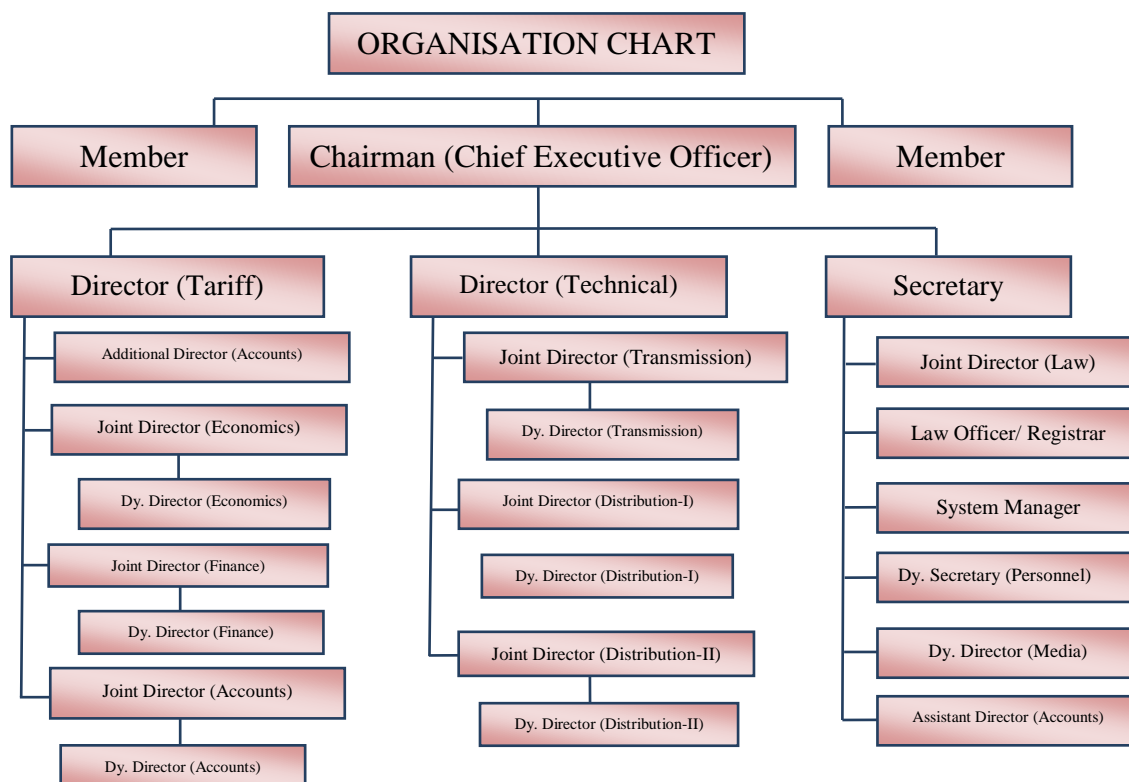 ORGANISATION CHART
Member
Chairman (Chief Executive Officer)
Member
Director (Tariff)
Additional Director (Accounts)
Joint Director (Economics)
Dy. Director (Economics)
Joint Director (Finance)
Dy. Director (Finance)
Joint Director (Accounts)
Dy. Director (Accounts)
Director (Technical)
Joint Director (Transmission)
Dy. Director (Transmission)
Joint Director (Distribution-I)
Dy. Director (Distribution-I)
Joint Director (Distribution-II)
Dy. Director (Distribution-II)
Secretary
Joint Director (Law)
Law Officer/ Registrar
System Manager
Dy. Secretary (Personnel)
Dy. Director (Media)
Assistant Director (Accounts)